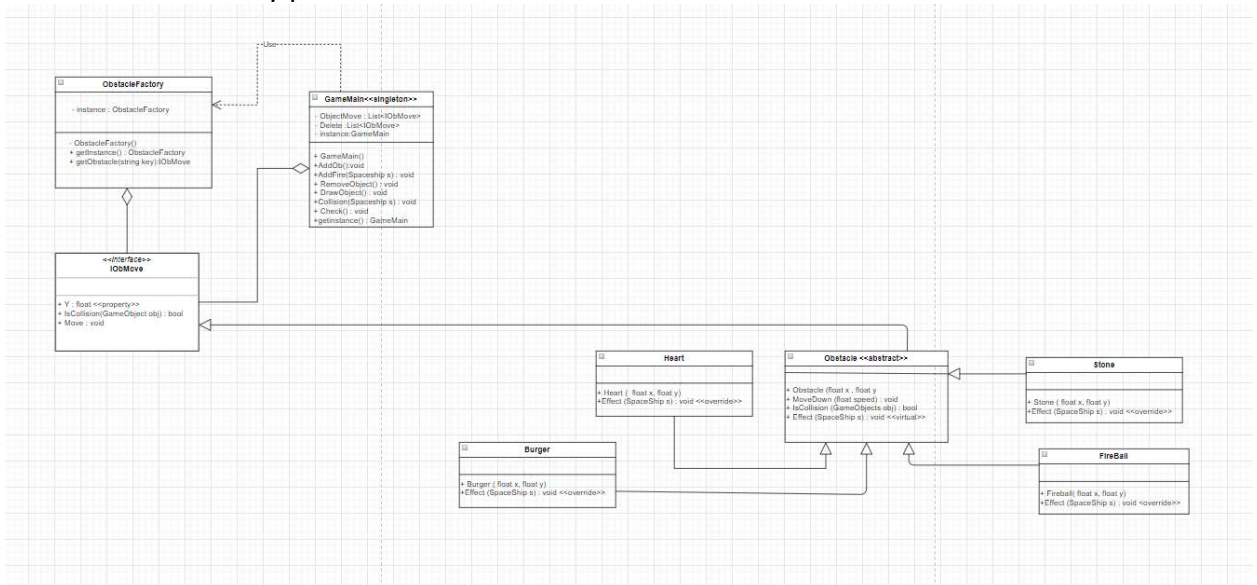 Use
ObstacleFactory
- instance : ObstacleFactory
- ObstacleFactory()
+ getInstance() : ObstacleFactory
+ getObstacle(string key):IObMove
GameMain<<singleton>>
- ObjectMove : List<IObMove>
- Delete :List<IObMove>
- instance:GameMain
+ GameMain()
+AddOb():void
+AddFire(Spaceship s) : void
+ RemoveObject() : void
+ DrawObject() : void
+Collision(Spaceship s) : void
+ Check() : void
+getinstance() : GameMain
<<interface>>
IObMove
+ Y : float <<property>>
+ IsCollision(GameObject obj) : bool
+ Move : void
Heart
+ Heart ( float x, float y)
+Effect (SpaceShip s) : void <<override>>
Obstacle <<abstract>>
+ Obstacle (float x , float y
+ MoveDown (float speed) : void
+ IsCollision (GameObjects obj) : bool
+ Effect (SpaceShip s) : void <<virtual>>
Stone
+ Stone ( float x, float y)
+Effect (SpaceShip s) : void <<override>>
Burger
+ Burger ( float x, float y)
+Effect (SpaceShip s) : void <<override>>
FireBall
+ Fireball( float x, float y)
+Effect (SpaceShip s) : void <override>>